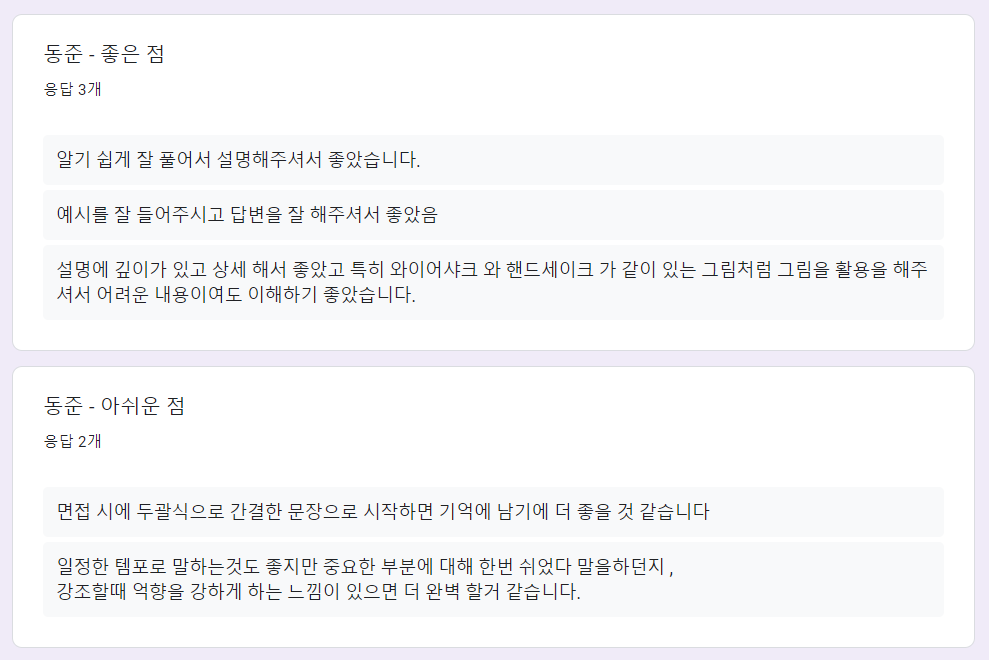 동준 - 좋은 점
응답 3개
알기 쉽게 잘 풀어서 설명해주셔서 좋았습니다.
예시를 잘 들어주시고 답변을 잘 해주셔서 좋았음
설명에 깊이가 있고 상세 해서 좋았고 특히 와이어샤크 와 핸드셰이크 가 같이 있는 그림처럼 그림을 활용을 해주
셔서 어려운 내용이여도 이해하기 좋았습니다.
동준 - 아쉬운 점
응답 2개
면접 시에 두괄식으로 간결한 문장으로 시작하면 기억에 남기에 더 좋을 것 같습니다
일정한 템포로 말하는것도 좋지만 중요한 부분에 대해 한번 쉬었다 말을하던지 ,
강조할때 억향을 강하게 하는 느낌이 있으면 더 완벽 할거 같습니다.